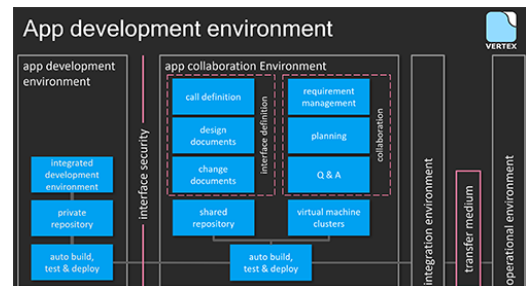 App development environment
VERTEX
app development
environment
integrated
development
environment
private
repository
auto build,
test & deploy
interface security
app collaboration Environment
call definition
design
documents
change
documents
interface definition
requirement
management
planning
Q & A
collaboration
shared
repository
virtual machine
clusters
auto build,
test & deploy
integration environment
transfer medium
operational environment